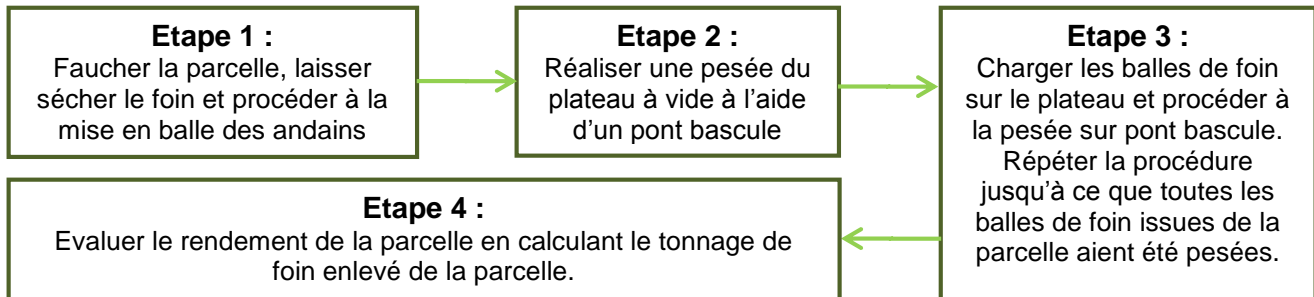 Etape 1 :
Faucher la parcelle, laisser
sécher le foin et procéder à la
mise en balle des andains
Etape 2 :
Réaliser une pesée du
plateau à vide à l’aide
d’un pont bascule
Etape 3 :
Charger les balles de foin
sur le plateau et procéder à
la pesée sur pont bascule.
Répéter la procédure
jusqu’à ce que toutes les
balles de foin issues de la
parcelle aient été pesées.
Etape 4 :
Evaluer le rendement de la parcelle en calculant le tonnage de
foin enlevé de la parcelle.